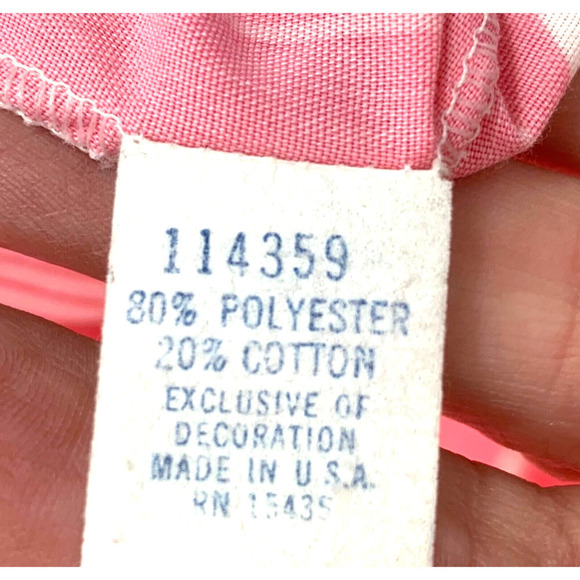 114359
80% POLYESTER
20% COTTON
EXCLUSIVE OF
DECORATION
MADE IN U.S.A.
RN 15435